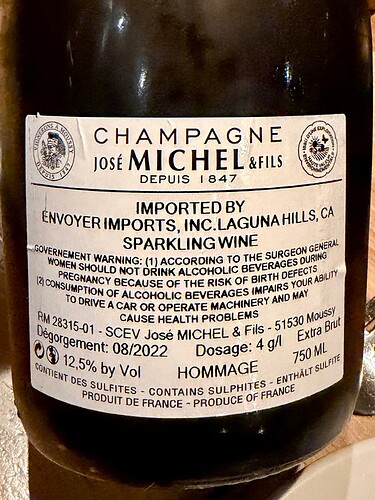 CHAMPAGNE
JOSÉ MICHEL & FILS
DEPUIS 1847
IMPORTED BY
ENVOYER IMPORTS, INC.LAGUNA HILLS, CA
SPARKLING WINE
GOVERNEMENT WARNING: (1) ACCORDING TO THE SURGEON GENERAL
WOMEN SHOULD NOT DRINK ALCOHOLIC BEVERAGES DURING
PREGNANCY BECAUSE OF THE RISK OF BIRTH DEFECTS
(2) CONSUMPTION OF ALCOHOLIC BEVERAGES IMPAIRS YOUR ABILITY
TO DRIVE A CAR OR OPERATE MACHINERY AND MAY
CAUSE HEALTH PROBLEMS
RM 28315-01 - SCEV José MICHEL & Fils - 51530 Moussy
Dégorgement: 08/2022 Dosage: 4 g/l Extra Brut
12,5% by Vol HOMMAGE 750 ML
CONTIENT DES SULFITES - CONTAINS SULPHITES - ENTHÄLT SULFITE
PRODUIT DE FRANCE - PRODUCE OF FRANCE